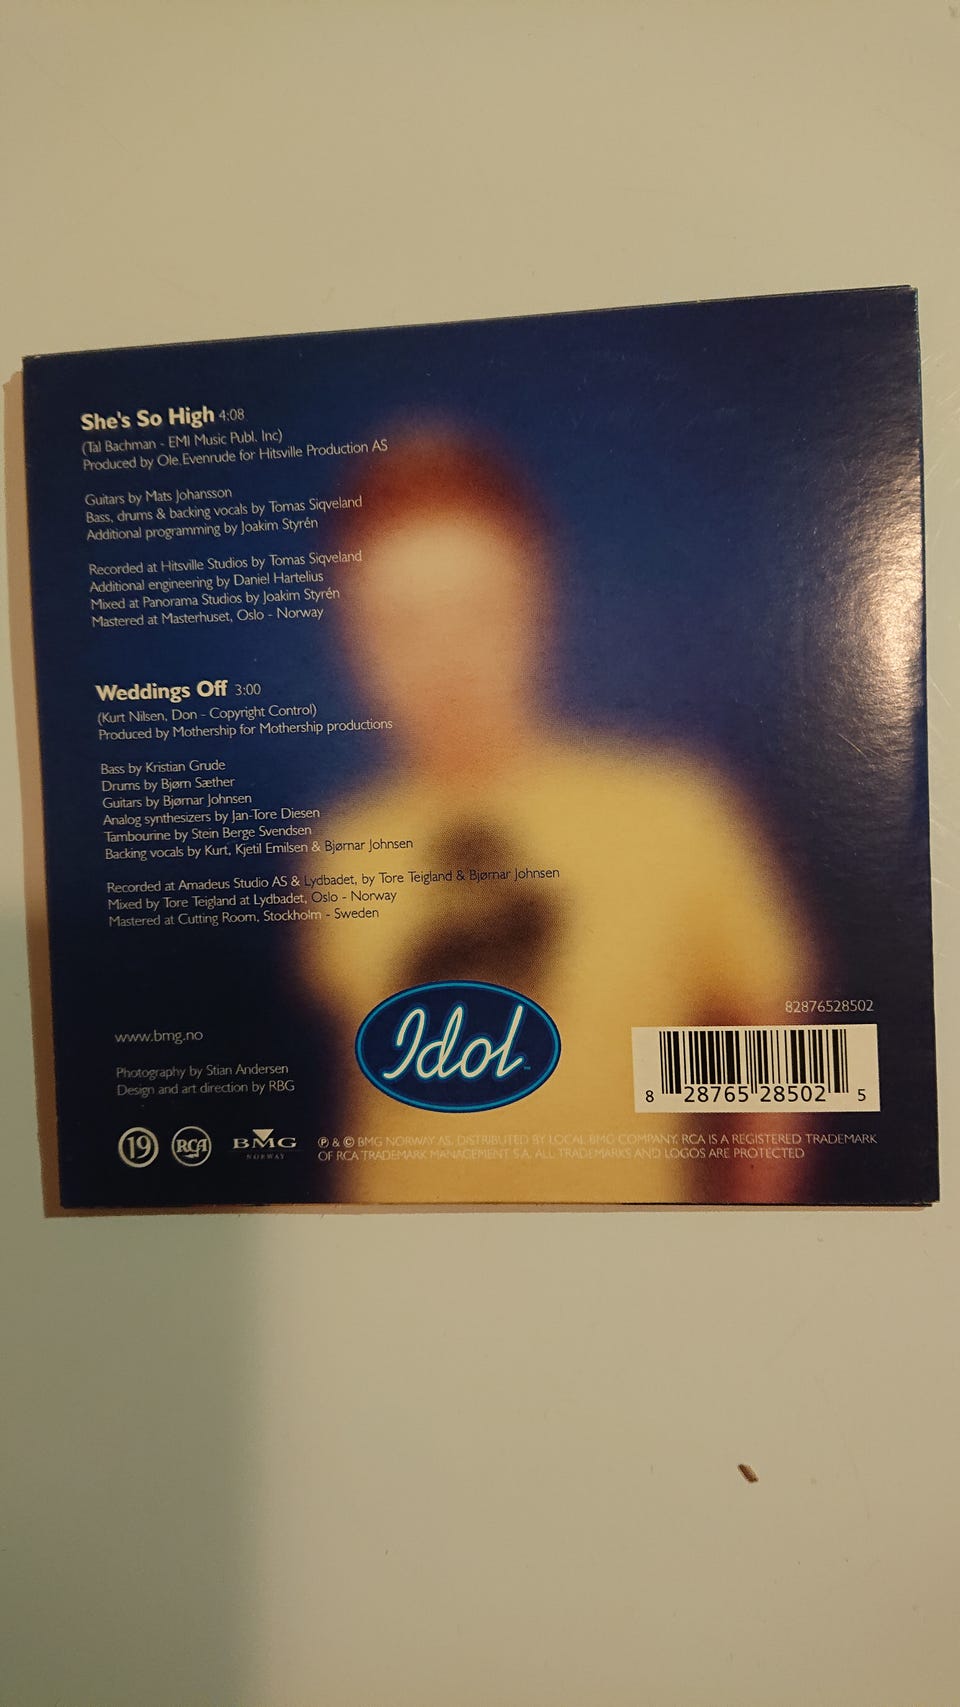 She's So High 4:08
(Tal Bachman - EMI Music Publ. Inc)
Produced by Ole Evenrude for Hitsville Production AS
Guitars by Mats Johansson
Bass, drums & backing vocals by Tomas Siqveland
Additional programming by Joakim Styrén
Recorded at Hitsville Studios by Tomas Siqveland
Additional engineering by Daniel Hartelius
Mixed at Panorama Studios by Joakim Styrén
Mastered at Masterhuset, Oslo - Norway
Weddings Off 3:00
(Kurt Nilsen, Don - Copyright Control)
Produced by Mothership for Mothership productions
Bass by Kristian Grude
Drums by Bjørn Sæther
Guitars by Bjørnar Johnsen
Analog synthesizers by Jan-Tore Diesen
Tambourine by Stein Berge Svendsen
Backing vocals by Kurt, Kjetil Emilsen & Bjørnar Johnsen
Recorded at Amadeus Studio AS & Lydbadet, by Tore Teigland & Bjørnar Johnsen
Mixed by Tore Teigland at Lydbadet, Oslo - Norway
Mastered at Cutting Room, Stockholm - Sweden
www.bmg.no
Photography by Stian Andersen
Design and art direction by RBG
Idol™
82876528502
8 28765 28502 5
19 RCA BMG
NORWAY
℗ & © BMG NORWAY AS. DISTRIBUTED BY LOCAL BMG COMPANY. RCA IS A REGISTERED TRADEMARK
OF RCA TRADEMARK MANAGEMENT S.A. ALL TRADEMARKS AND LOGOS ARE PROTECTED